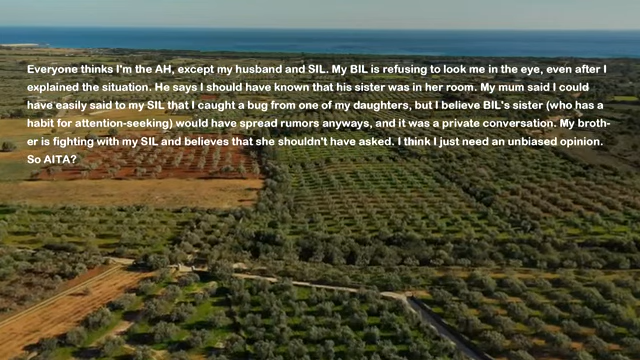 Everyone thinks I'm the AH, except my husband and SIL. My BIL is refusing to look me in the eye, even after I
explained the situation. He says I should have known that his sister was in her room. My mum said I could
have easily said to my SIL that I caught a bug from one of my daughters, but I believe BIL's sister (who has a
habit for attention-seeking) would have spread rumors anyways, and it was a private conversation. My broth-
er is fighting with my SIL and believes that she shouldn't have asked. I think I just need an unbiased opinion.
So AITA?